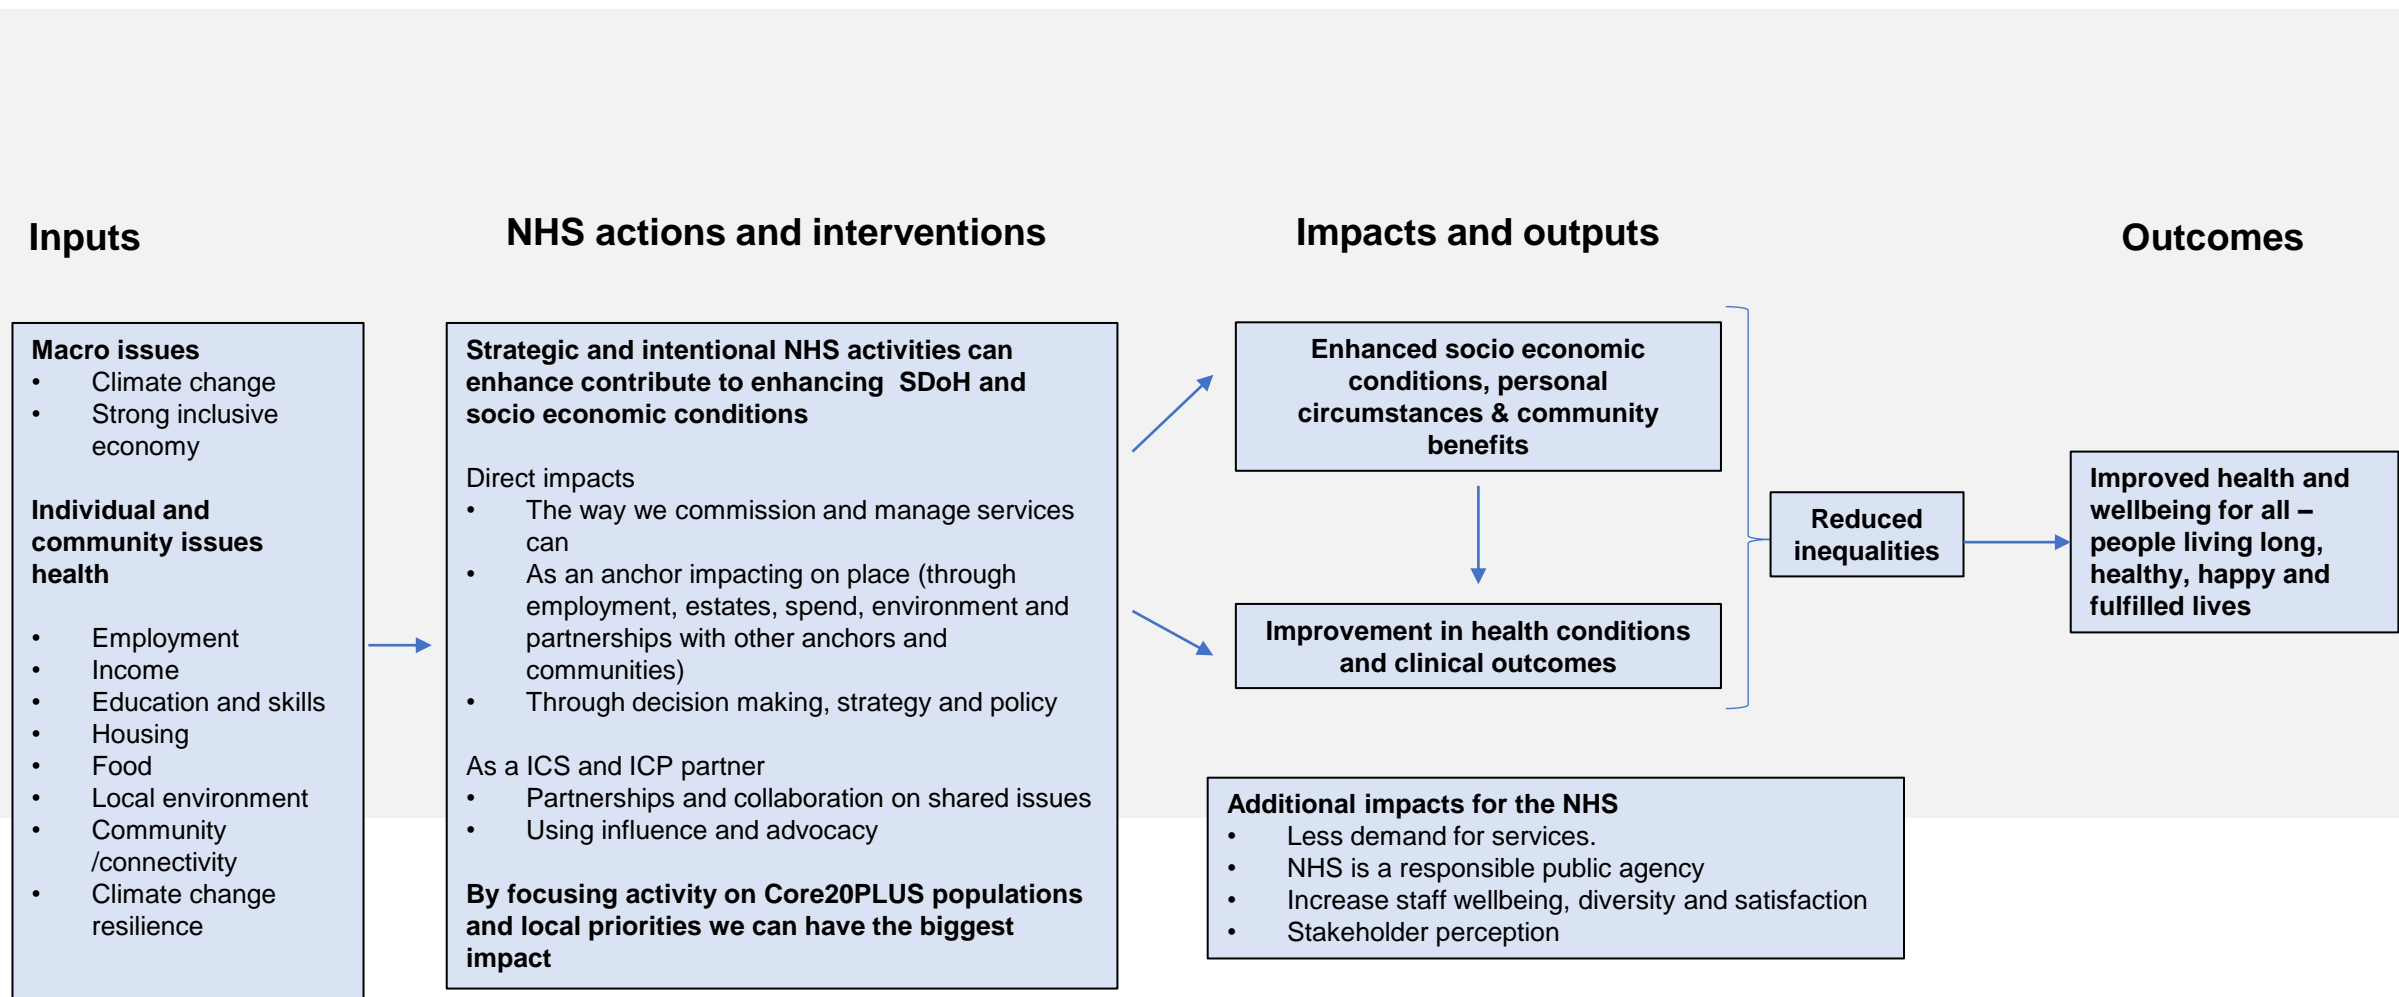 Inputs
NHS actions and interventions
Impacts and outputs
Outcomes
Macro issues
• Climate change
• Strong inclusive
economy
Individual and
community issues
health
• Employment
• Income
• Education and skills
• Housing
• Food
• Local environment
• Community
/connectivity
• Climate change
resilience
Strategic and intentional NHS activities can
enhance contribute to enhancing  SDoH and
socio economic conditions
Direct impacts
• The way we commission and manage services
can
• As an anchor impacting on place (through
employment, estates, spend, environment and
partnerships with other anchors and
communities)
• Through decision making, strategy and policy
As a ICS and ICP partner
• Partnerships and collaboration on shared issues
• Using influence and advocacy
By focusing activity on Core20PLUS populations
and local priorities we can have the biggest
impact
Enhanced socio economic
conditions, personal
circumstances & community
benefits
Improvement in health conditions
and clinical outcomes
Additional impacts for the NHS
• Less demand for services.
• NHS is a responsible public agency
• Increase staff wellbeing, diversity and satisfaction
• Stakeholder perception
Reduced
inequalities
Improved health and
wellbeing for all –
people living long,
healthy, happy and
fulfilled lives